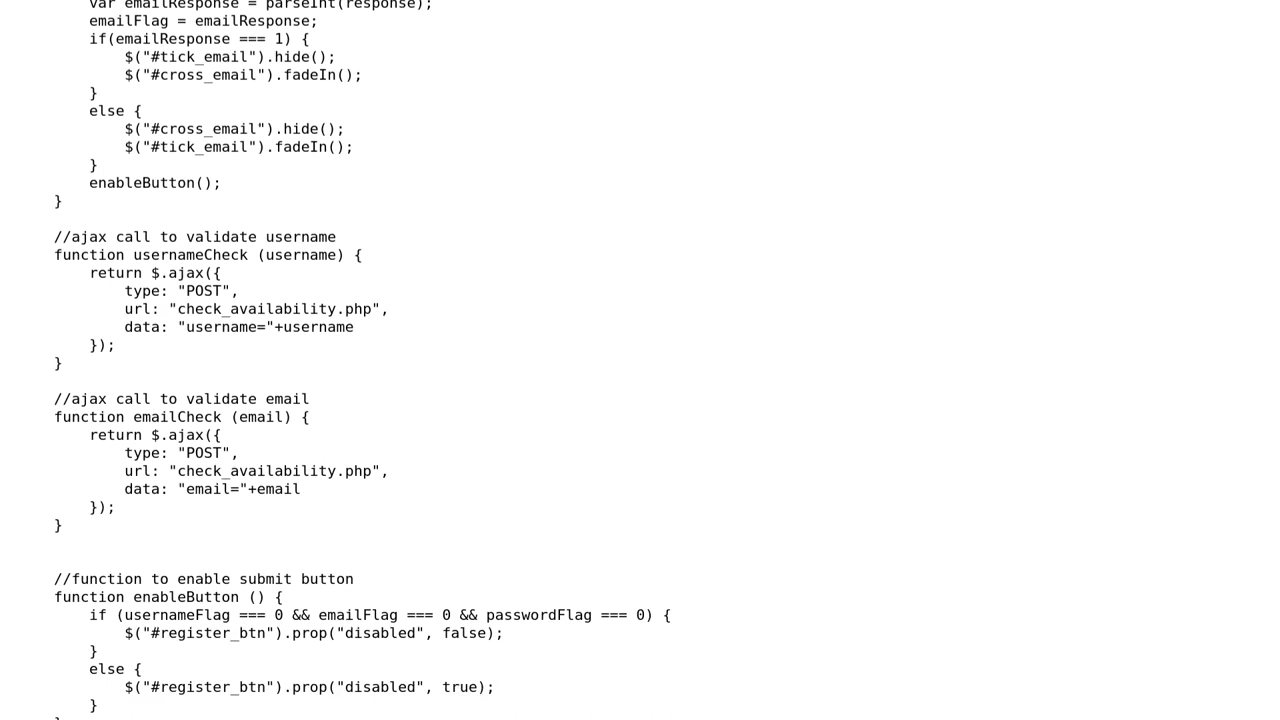 var emailResponse = parseInt(response);
emailFlag = emailResponse;
if(emailResponse === 1) {
$("#tick_email").hide();
$("#cross_email").fadeIn();
}
else {
$("#cross_email").hide();
$("#tick_email").fadeIn();
}
enableButton();
}
//ajax call to validate username
function usernameCheck (username) {
return $.ajax({
type: "POST",
url: "check_availability.php",
data: "username="+username
});
}
//ajax call to validate email
function emailCheck (email) {
return $.ajax({
type: "POST",
url: "check_availability.php",
data: "email="+email
});
}
//function to enable submit button
function enableButton () {
if (usernameFlag === 0 && emailFlag === 0 && passwordFlag === 0) {
$("#register_btn").prop("disabled", false);
}
else {
$("#register_btn").prop("disabled", true);
}
}